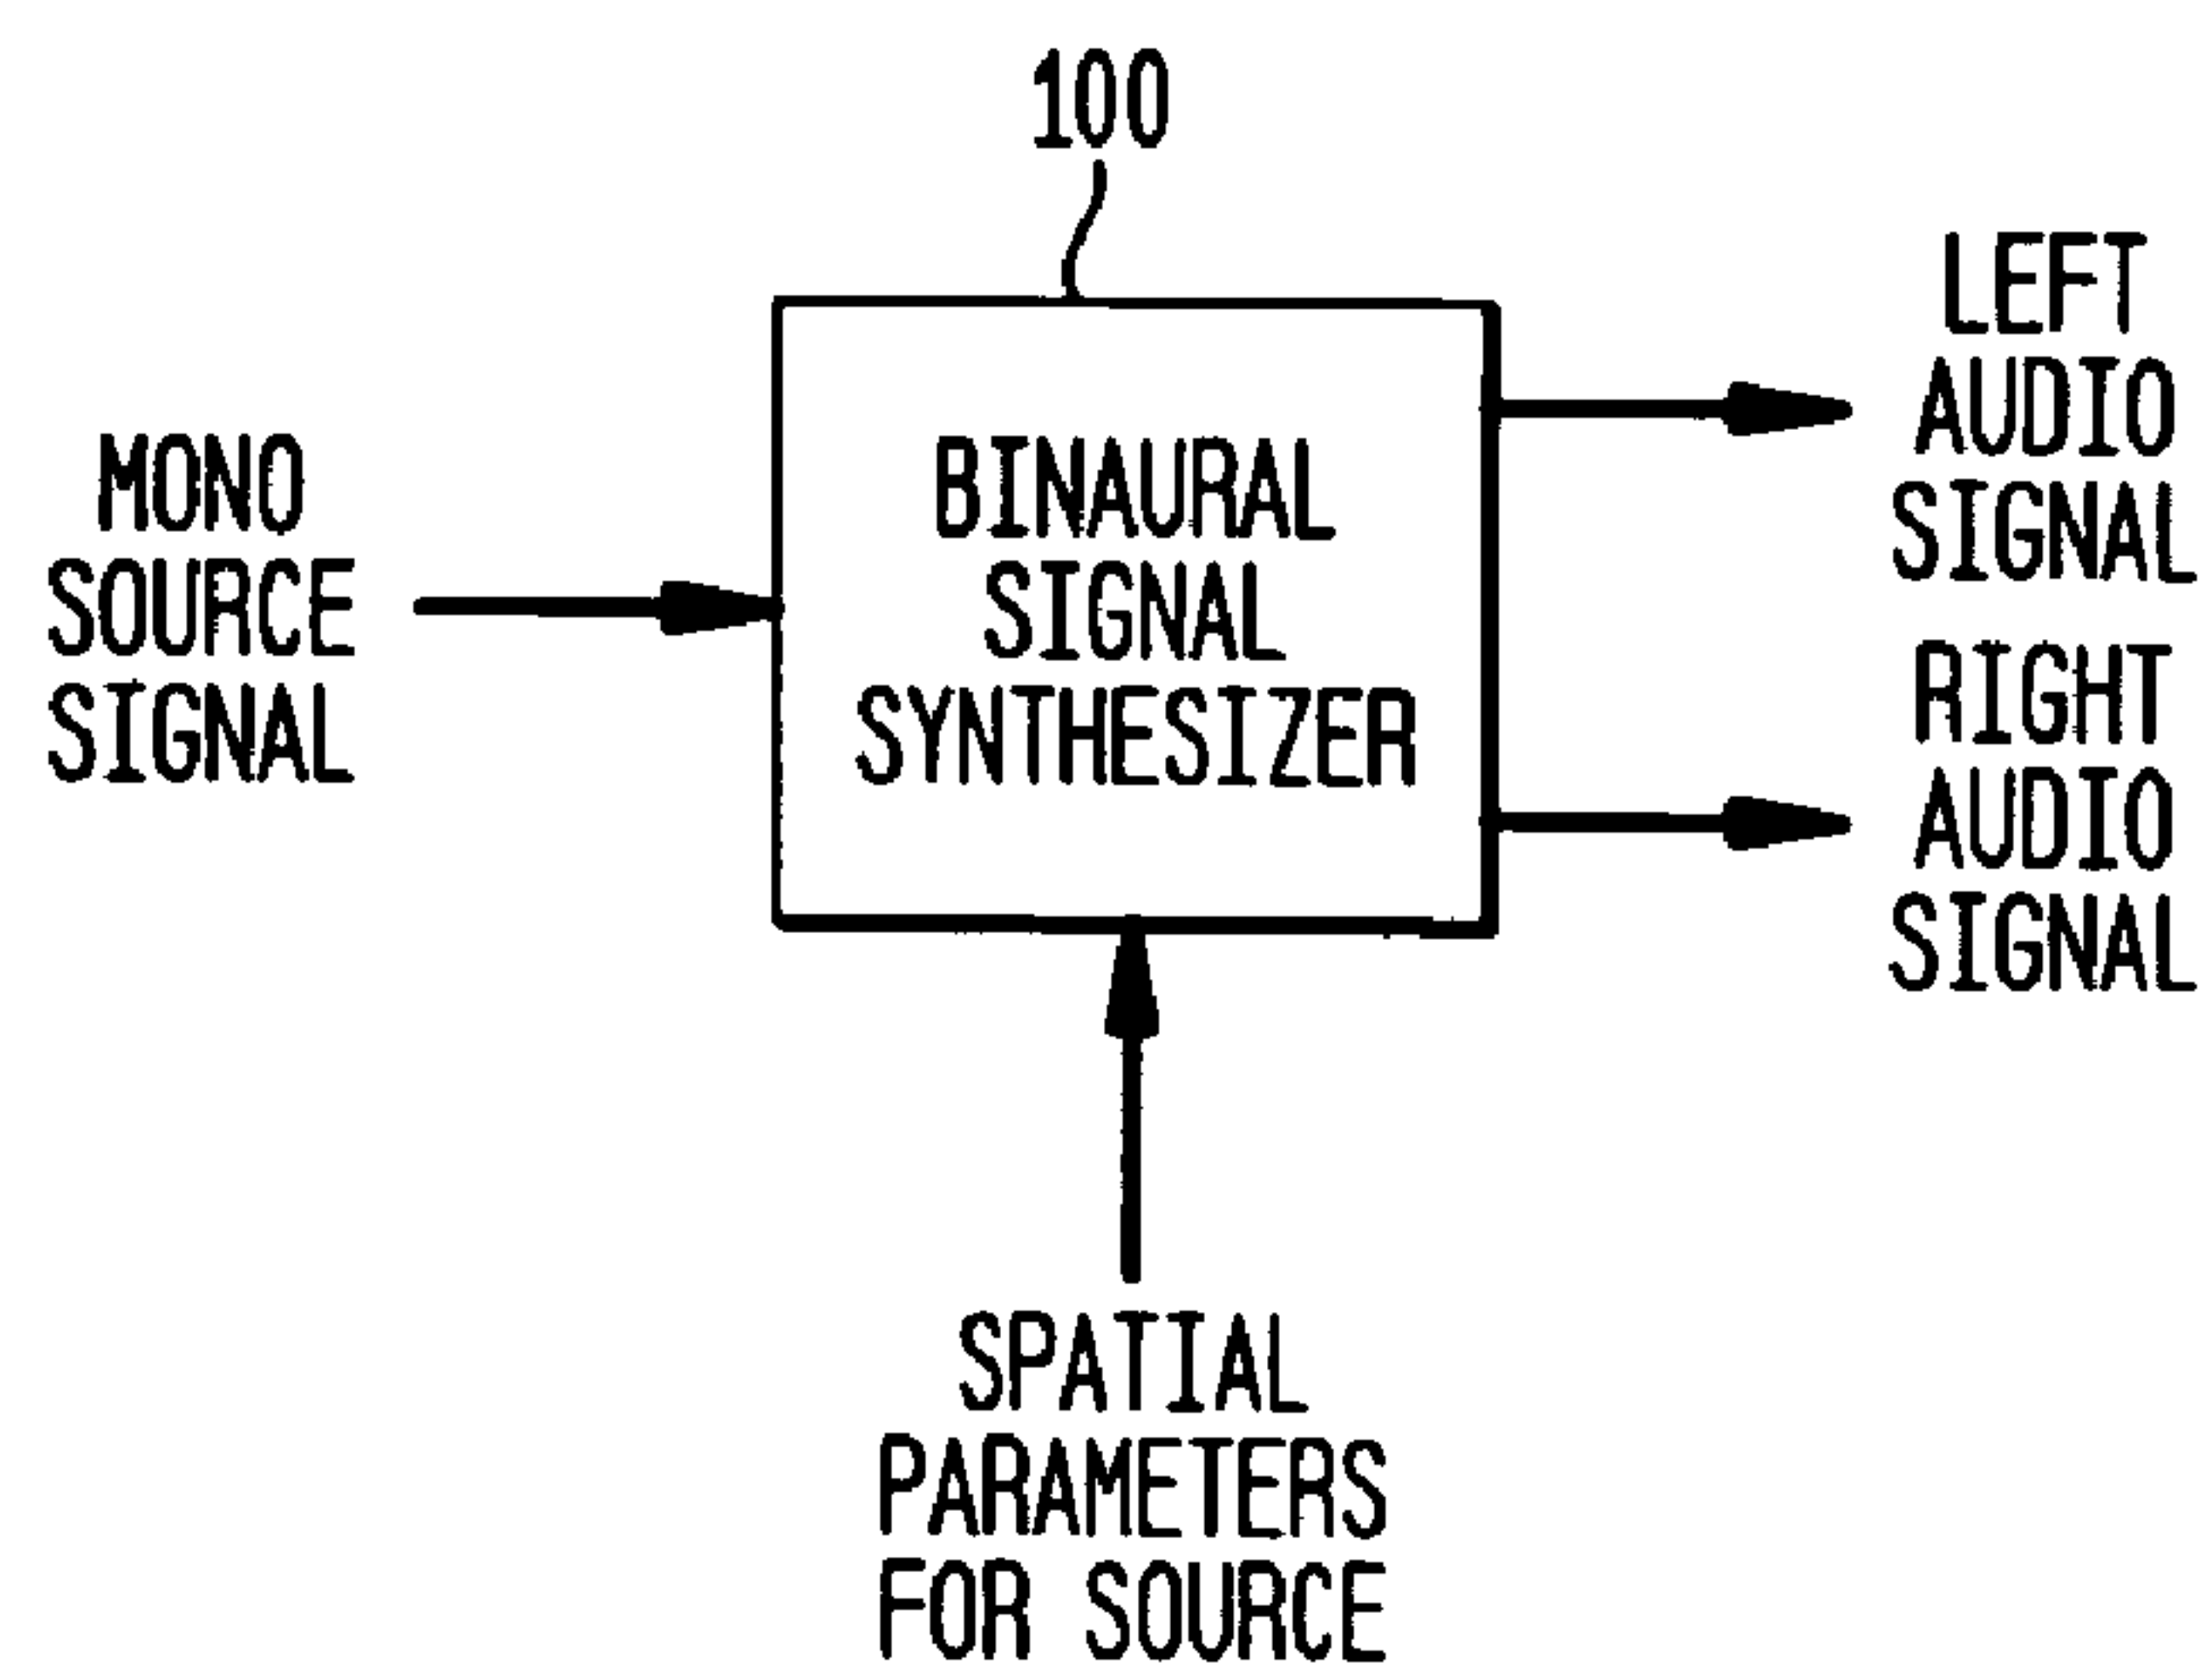 100
MONO
SOURCE
SIGNAL
BINAURAL
SIGNAL
SYNTHESIZER
LEFT
AUDIO
SIGNAL
RIGHT
AUDIO
SIGNAL
SPATIAL
PARAMETERS
FOR SOURCE